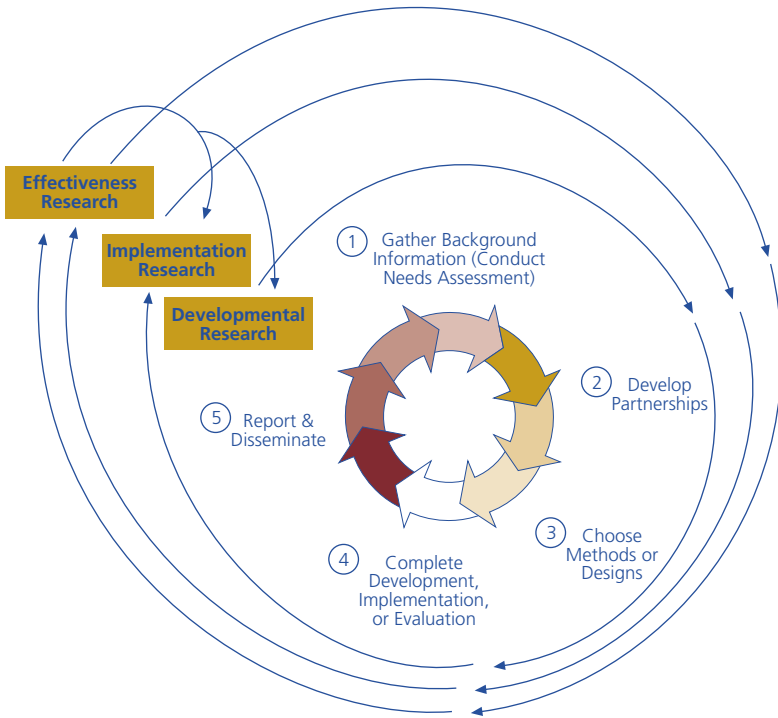 Effectiveness
Research
Implementation
Research
Developmental
Research
1
Gather Background
Information (Conduct
Needs Assessment)
2
Develop
Partnerships
3
Choose
Methods or
Designs
4
Complete
Development,
Implementation,
or Evaluation
5
Report &
Disseminate